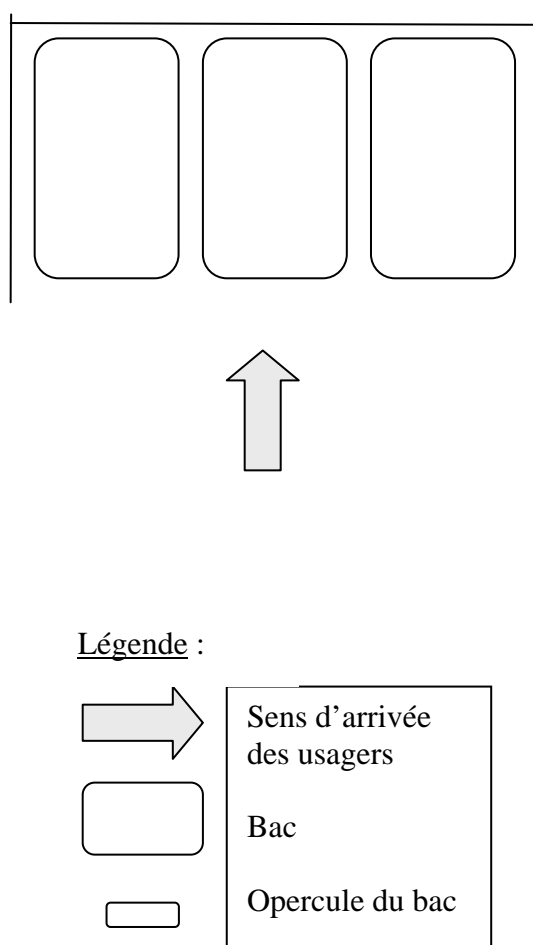 Légende :
Sens d’arrivée
des usagers
Bac
Opercule du bac